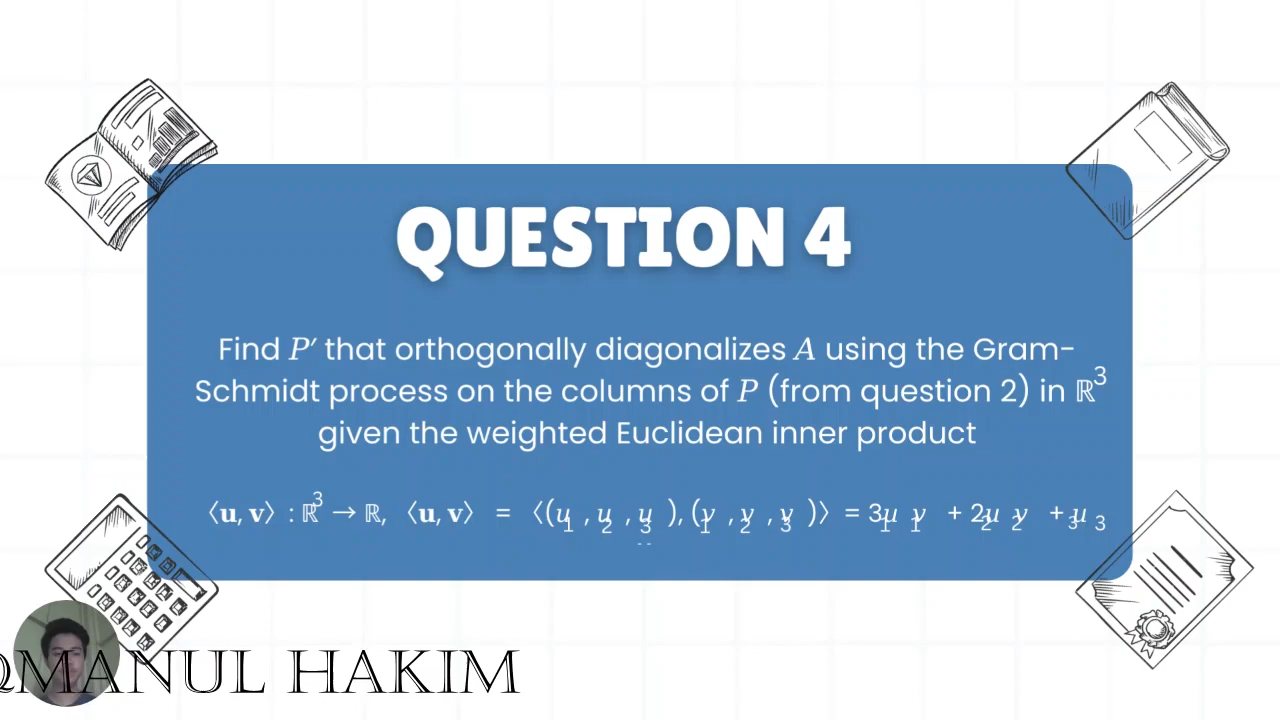 QUESTION 4
Find P′ that orthogonally diagonalizes A using the Gram-
Schmidt process on the columns of P (from question 2) in ℝ³
given the weighted Euclidean inner product
⟨u, v⟩ : ℝ³ → ℝ, ⟨u, v⟩ = ⟨(u₁, u₂, u₃), (v₁, v₂, v₃)⟩ = 3u₁v₁ + 2u₂v₂ + u₃ ₃
QMANUL HAKIM